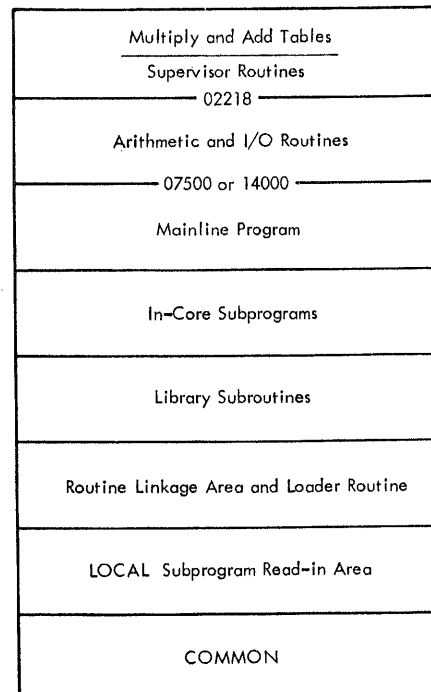 Multiply and Add Tables
Supervisor Routines
02218
Arithmetic and I/O Routines
07500 or 14000
Mainline Program
In-Core Subprograms
Library Subroutines
Routine Linkage Area and Loader Routine
LOCAL Subprogram Read-in Area
COMMON